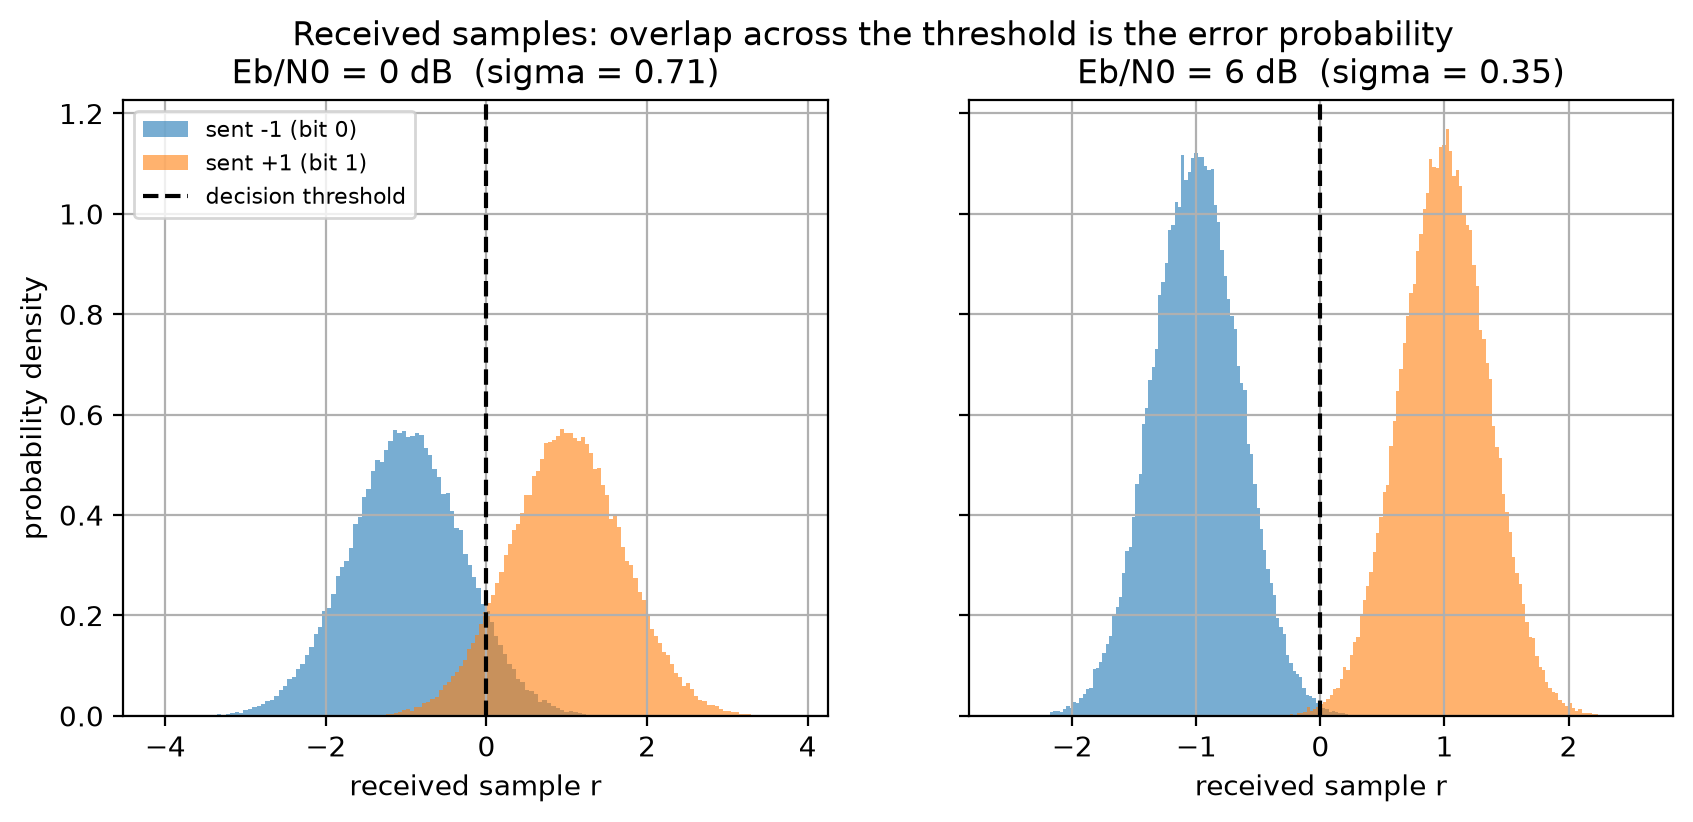 Received samples: overlap across the threshold is the error probability
Eb/N0 = 0 dB  (sigma = 0.71)
sent -1 (bit 0)
sent +1 (bit 1)
decision threshold
probability density
1.2
1.0
0.8
0.6
0.4
0.2
0.0
−4 −2 0 2 4
received sample r
Eb/N0 = 6 dB  (sigma = 0.35)
−2 −1 0 1 2
received sample r